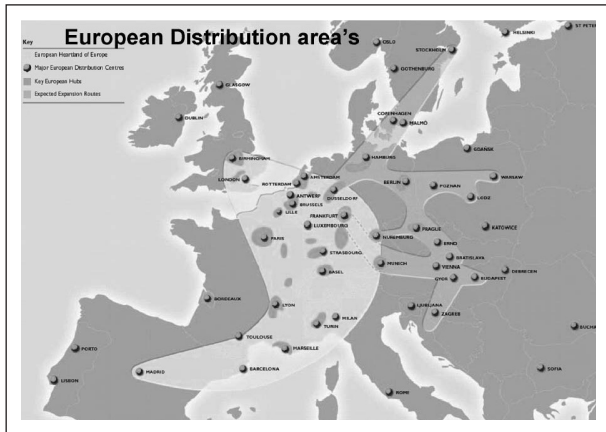 European Distribution area's
Key
European Heartland of Europe
Major European Distribution Centres
Key European Hubs
Expected Expansion Routes
OSLO
HELSINKI
ST PETER
STOCKHOLM
GOTHENBURG
GLASGOW
COPENHAGEN
DUBLIN
MALMÖ
GDANSK
BIRMINGHAM
HAMBURG
LONDON
AMSTERDAM
ROTTERDAM
BERLIN
POZNAN
WARSAW
ANTWERP
DUSSELDORF
LODZ
BRUSSELS
LILLE
FRANKFURT
LUXEMBOURG
PRAGUE
KATOWICE
PARIS
NUREMBURG
BRNO
STRASBOURG
MUNICH
BRATISLAVA
VIENNA
BASEL
GYOR
BUDAPEST
DEBRECEN
BORDEAUX
LYON
LJUBLJANA
ZAGREB
MILAN
TURIN
BUCHA
TOULOUSE
MARSEILLE
PORTO
MADRID
BARCELONA
SOFIA
LISBON
ROME